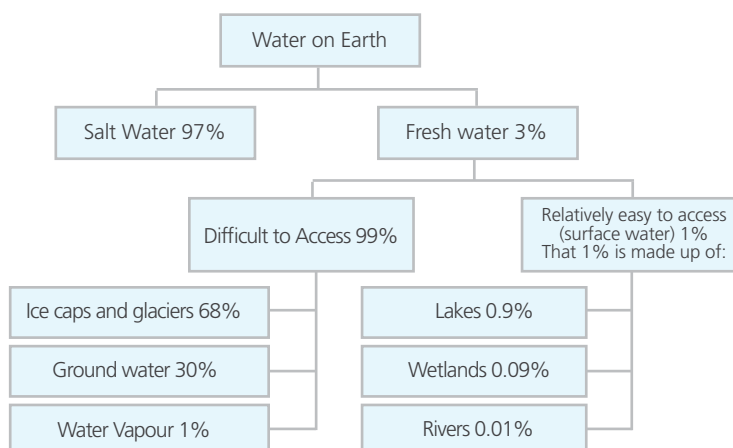 Water on Earth
Salt Water 97%
Fresh water 3%
Difficult to Access 99%
Relatively easy to access
(surface water) 1%
That 1% is made up of:
Ice caps and glaciers 68%
Lakes 0.9%
Ground water 30%
Wetlands 0.09%
Water Vapour 1%
Rivers 0.01%